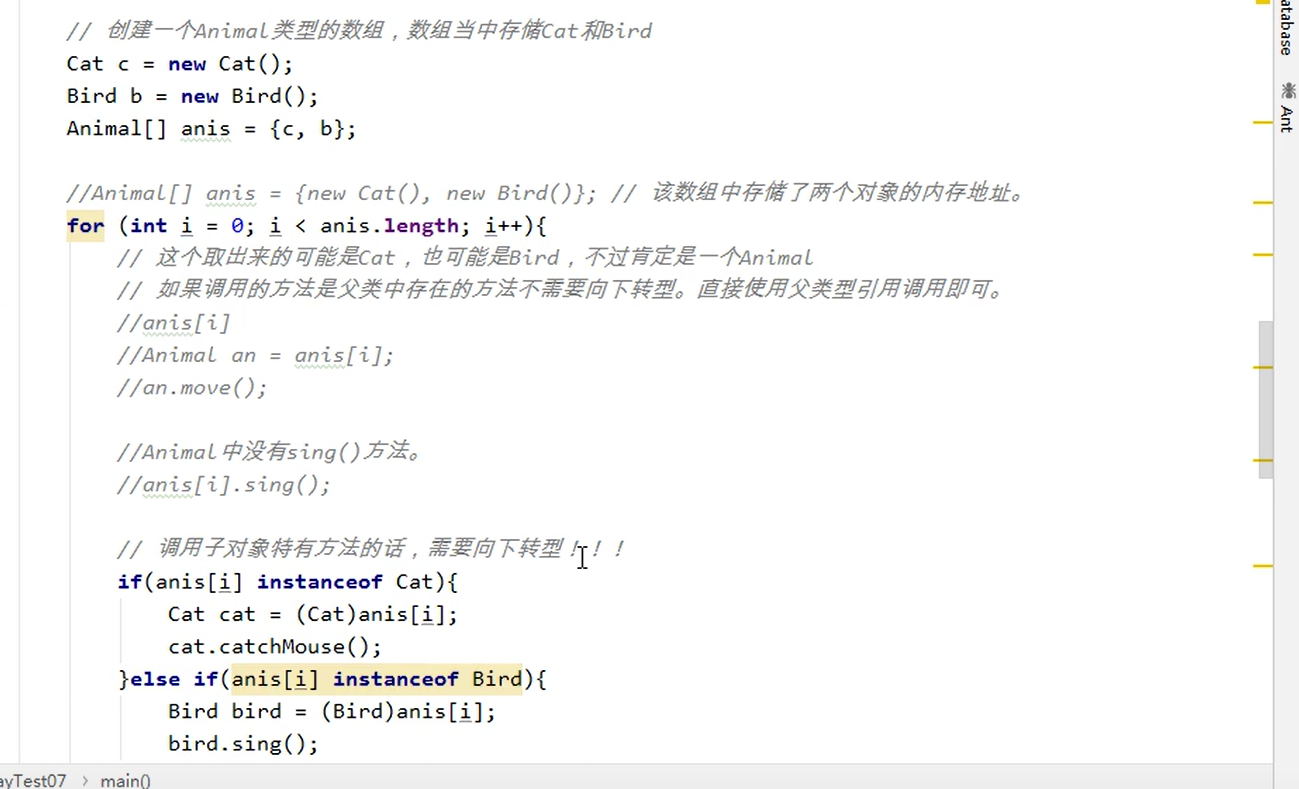 // 创建一个Animal类型的数组，数组当中存储Cat和Bird
Cat c = new Cat();
Bird b = new Bird();
Animal[] anis = {c, b};
//Animal[] anis = {new Cat(), new Bird()}; // 该数组中存储了两个对象的内存地址。
for (int i = 0; i < anis.length; i++){
// 这个取出来的可能是Cat，也可能是Bird，不过肯定是一个Animal
// 如果调用的方法是父类中存在的方法不需要向下转型。直接使用父类型引用调用即可。
//anis[i]
//Animal an = anis[i];
//an.move();
//Animal中没有sing()方法。
//anis[i].sing();
// 调用子对象特有方法的话，需要向下转型！！！
if(anis[i] instanceof Cat){
Cat cat = (Cat)anis[i];
cat.catchMouse();
}else if(anis[i] instanceof Bird){
Bird bird = (Bird)anis[i];
bird.sing();
ayTest07 › main()
atabase
Ant